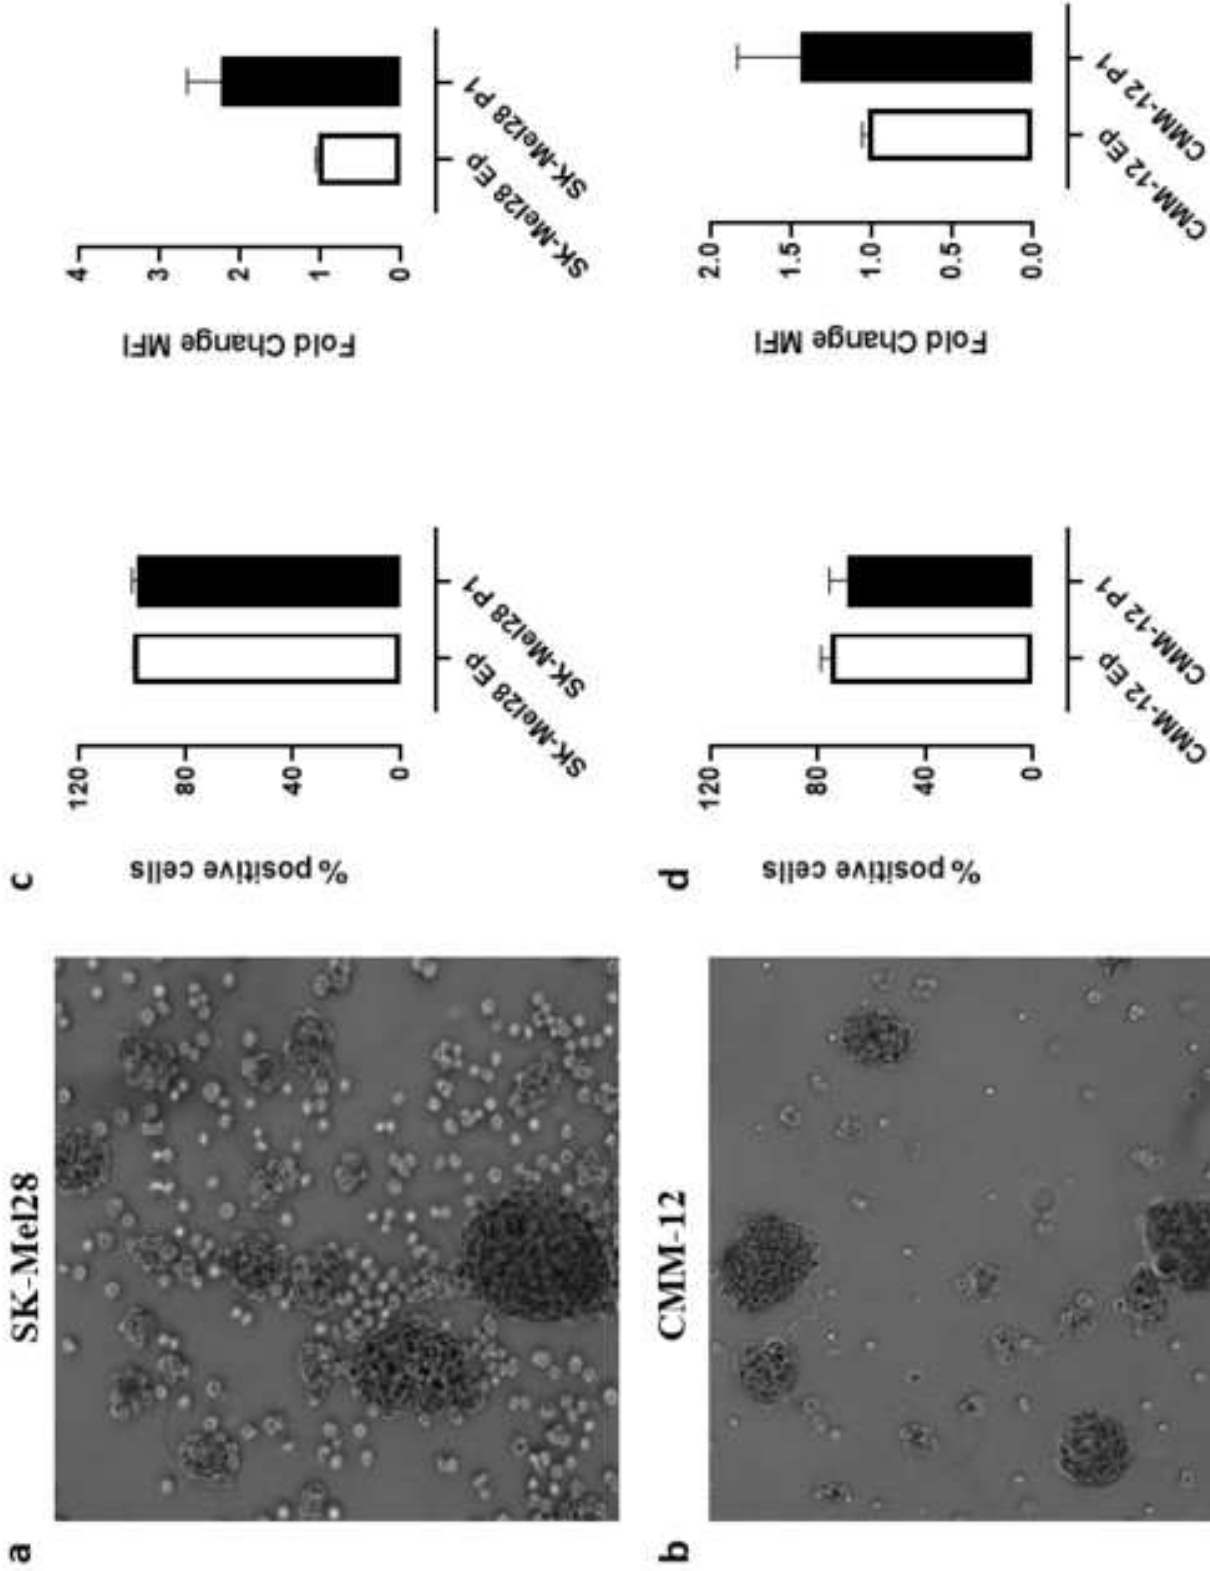 a
SK-Mel28
c
% positive cells
120
80
40
0
SK-Mel28 Ep
SK-Mel28 P1
Fold Change MFI
4
3
2
1
0
SK-Mel28 Ep
SK-Mel28 P1
b
CMM-12
d
% positive cells
120
80
40
0
CMM-12 Ep
CMM-12 P1
Fold Change MFI
2.0
1.5
1.0
0.5
0.0
CMM-12 Ep
CMM-12 P1